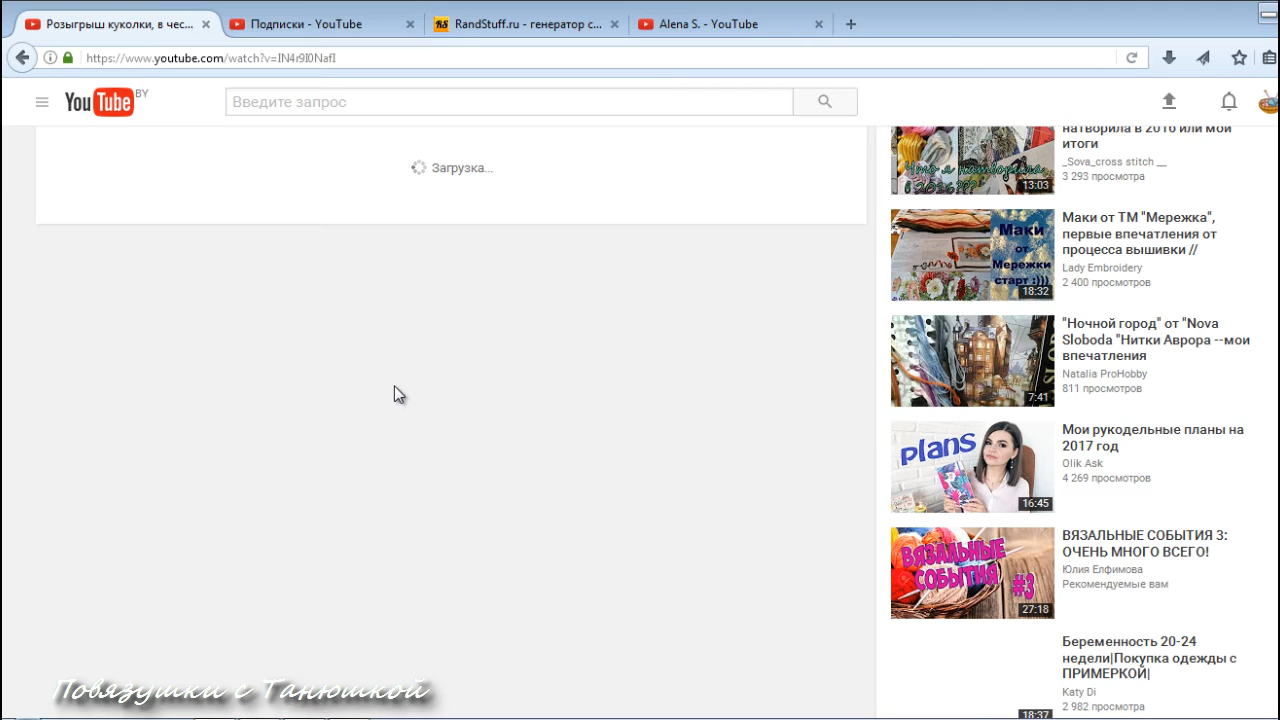 Розыгрыш куколки, в чес...
Подписки - YouTube
RS
RandStuff.ru - генератор с...
Alena S. - YouTube
https://www.youtube.com/watch?v=IN4r9I0NafI
YouTube BY
Введите запрос
Загрузка...
натворила в 2016 или мои
итоги
_Sova_cross stitch __
3 293 просмотра
Что я натворила
в 2016???
13:03
Маки от ТМ "Мережка",
первые впечатления от
процесса вышивки //
Lady Embroidery
2 400 просмотров
Маки
от
Мережки
старт :)))
18:32
"Ночной город" от "Nova
Sloboda "Нитки Аврора --мои
впечатления
Natalia ProHobby
811 просмотров
7:41
Мои рукодельные планы на
2017 год
Olik Ask
4 269 просмотров
plans
16:45
ВЯЗАЛЬНЫЕ СОБЫТИЯ 3:
ОЧЕНЬ МНОГО ВСЕГО!
Юлия Елфимова
Рекомендуемые вам
ВЯЗАЛЬНЫЕ
СОБЫТИЯ
#3
27:18
Беременность 20-24
недели|Покупка одежды с
ПРИМЕРКОЙ|
Katy Di
2 982 просмотра
18:37
Повязушки с Танюшкой